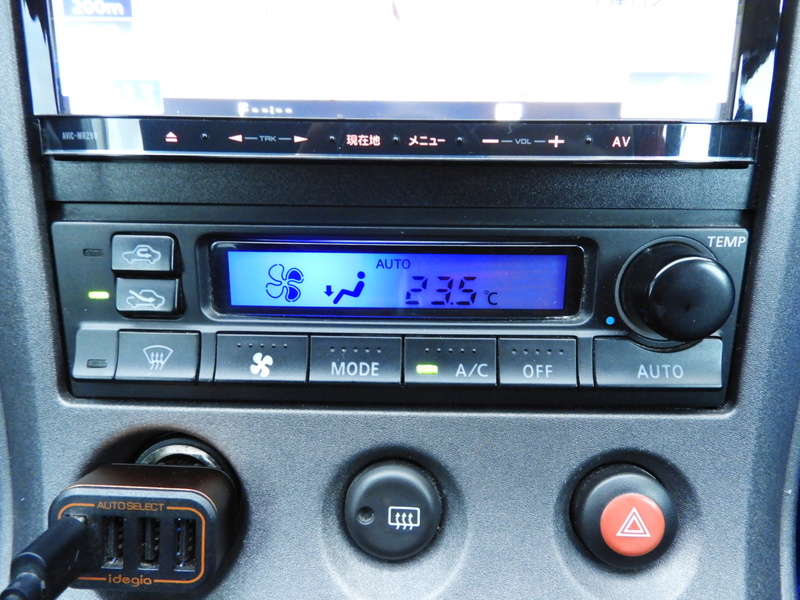 200m
AVIC-MRZ99
TRK 現在地 メニュー VOL AV
TEMP
AUTO
23.5℃
MODE A/C OFF AUTO
AUTO SELECT
idegia